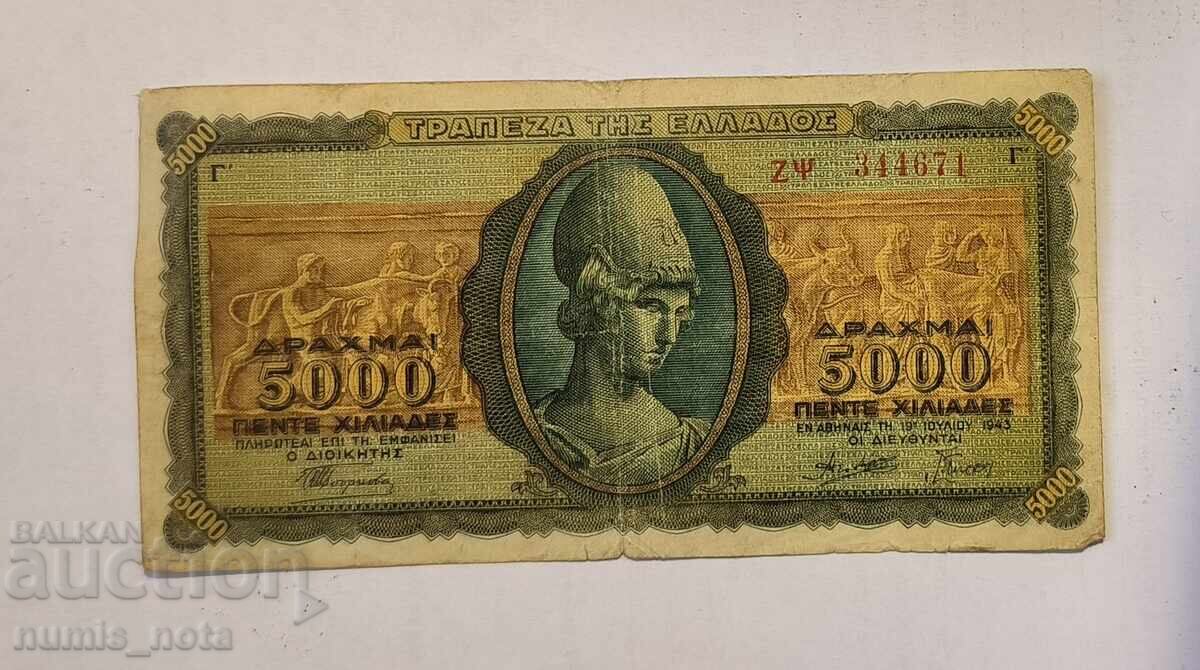 5000
ΤΡΑΠΕΖΑ ΤΗΣ ΕΛΛΑΔΟΣ
5000
Γ'
ΖΨ 344671
Γ'
ΔΡΑΧΜΑΙ
5000
ΠΕΝΤΕ ΧΙΛΙΑΔΕΣ
ΠΛΗΡΩΤΕΑΙ ΕΠΙ ΤΗ ΕΜΦΑΝΙΣΕΙ
Ο ΔΙΟΙΚΗΤΗΣ
ΔΡΑΧΜΑΙ
5000
ΠΕΝΤΕ ΧΙΛΙΑΔΕΣ
ΕΝ ΑΘΗΝΑΙΣ ΤΗ 19ῃ ΙΟΥΛΙΟΥ 1943
ΟΙ ΔΙΕΥΘΥΝΤΑΙ
5000
5000
BALKAN
auction
numis_nota